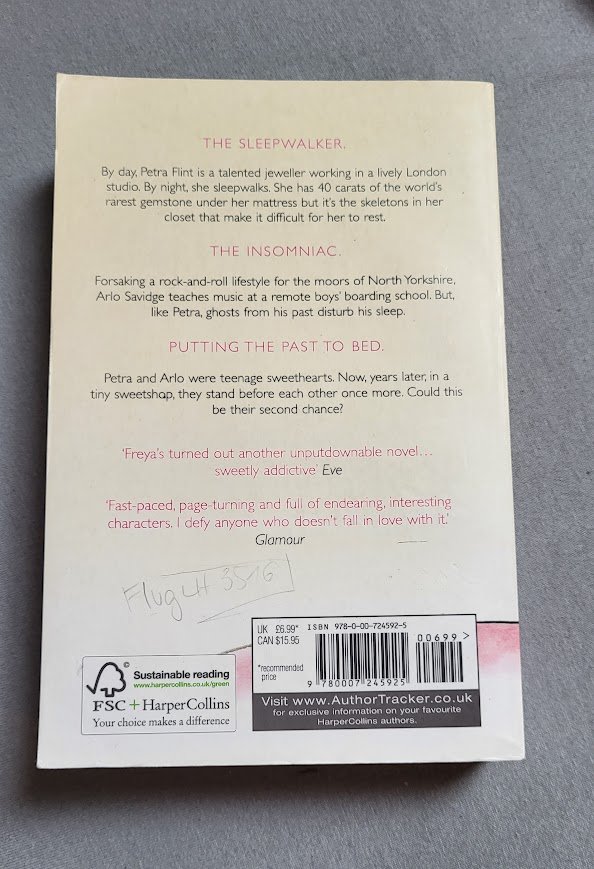 THE SLEEPWALKER.
By day, Petra Flint is a talented jeweller working in a lively London
studio. By night, she sleepwalks. She has 40 carats of the world's
rarest gemstone under her mattress but it's the skeletons in her
closet that make it difficult for her to rest.
THE INSOMNIAC.
Forsaking a rock-and-roll lifestyle for the moors of North Yorkshire,
Arlo Savidge teaches music at a remote boys' boarding school. But,
like Petra, ghosts from his past disturb his sleep.
PUTTING THE PAST TO BED.
Petra and Arlo were teenage sweethearts. Now, years later, in a
tiny sweetshop, they stand before each other once more. Could this
be their second chance?
'Freya's turned out another unputdownable novel…
sweetly addictive' Eve
'Fast-paced, page-turning and full of endearing, interesting
characters. I defy anyone who doesn't fall in love with it.'
Glamour
Flug LH 3516
UK £6.99*
CAN $15.95
*recommended
price
ISBN 978-0-00-724592-5
00699 >
9 780007 245925
Visit www.AuthorTracker.co.uk
for exclusive information on your favourite
HarperCollins authors.
©
Sustainable reading
www.harpercollins.co.uk/green
FSC + HarperCollins
Your choice makes a difference